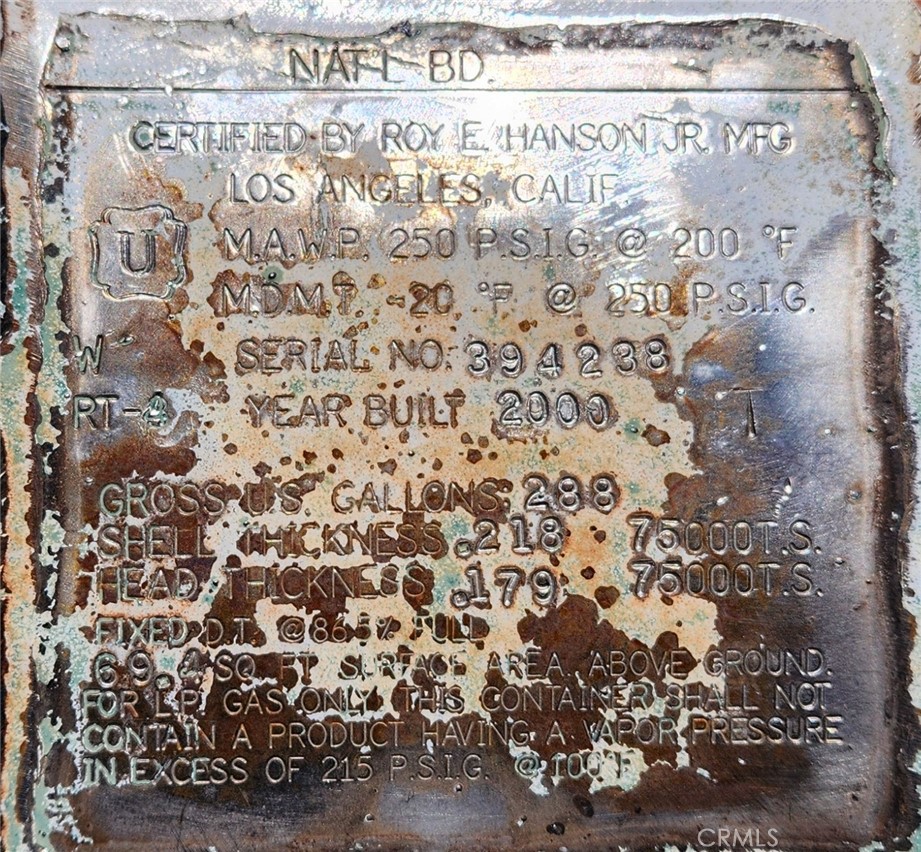 NAT'L BD.
CERTIFIED BY ROY E. HANSON JR. MFG
LOS ANGELES, CALIF.
U M.A.W.P. 250 P.S.I.G. @ 200 °F
M.D.M.T. -20 °F @ 250 P.S.I.G.
W SERIAL NO. 394238
RT- YEAR BUILT 2000
GROSS U.S. GALLONS 288
SHELL THICKNESS .218 75000T.S.
HEAD THICKNESS .179 75000T.S.
FIXED D.T. @86.5% FULL
69.4 SQ. FT. SURFACE AREA ABOVE GROUND.
FOR L.P. GAS ONLY. THIS CONTAINER SHALL NOT
CONTAIN A PRODUCT HAVING A VAPOR PRESSURE
IN EXCESS OF 215 P.S.I.G. @ 100°F
CRMLS